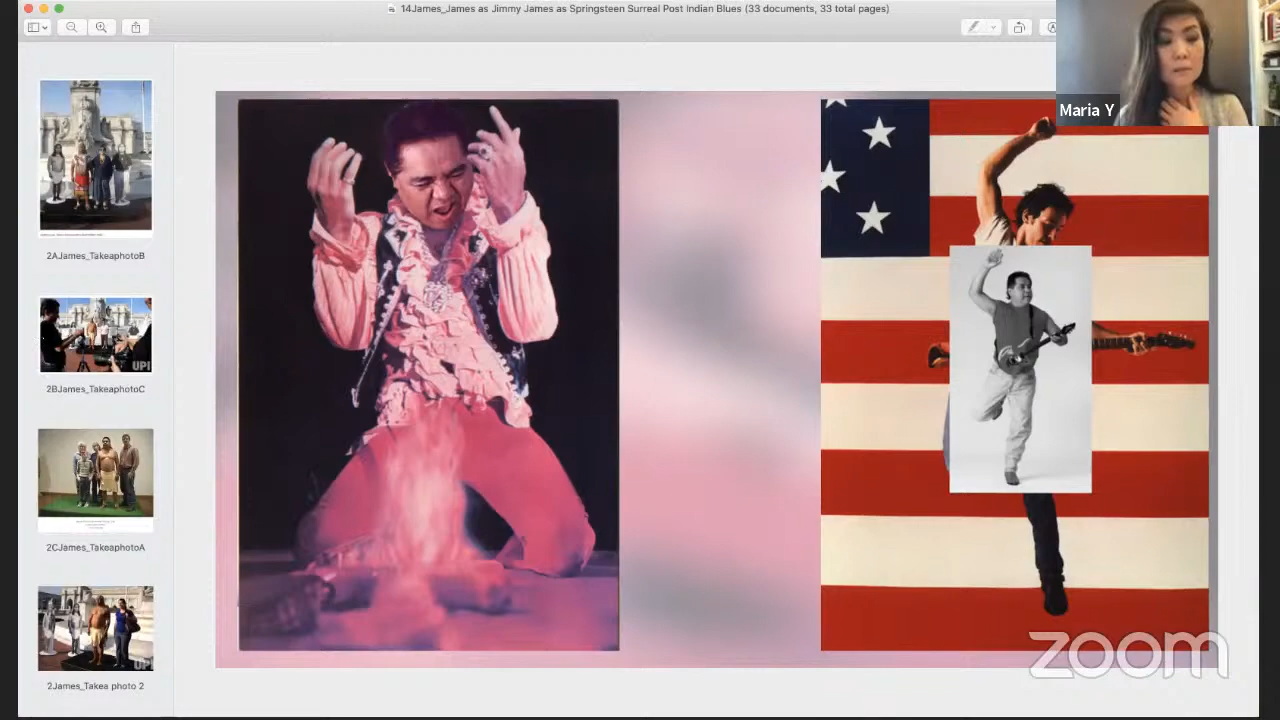 14James_James as Jimmy James as Springsteen Surreal Post Indian Blues (33 documents, 33 total pages)
Maria Y
2AJames_TakeaphotoB
UPI
2BJames_TakeaphotoC
2CJames_TakeaphotoA
UPI
2James_Takea photo 2
zoom